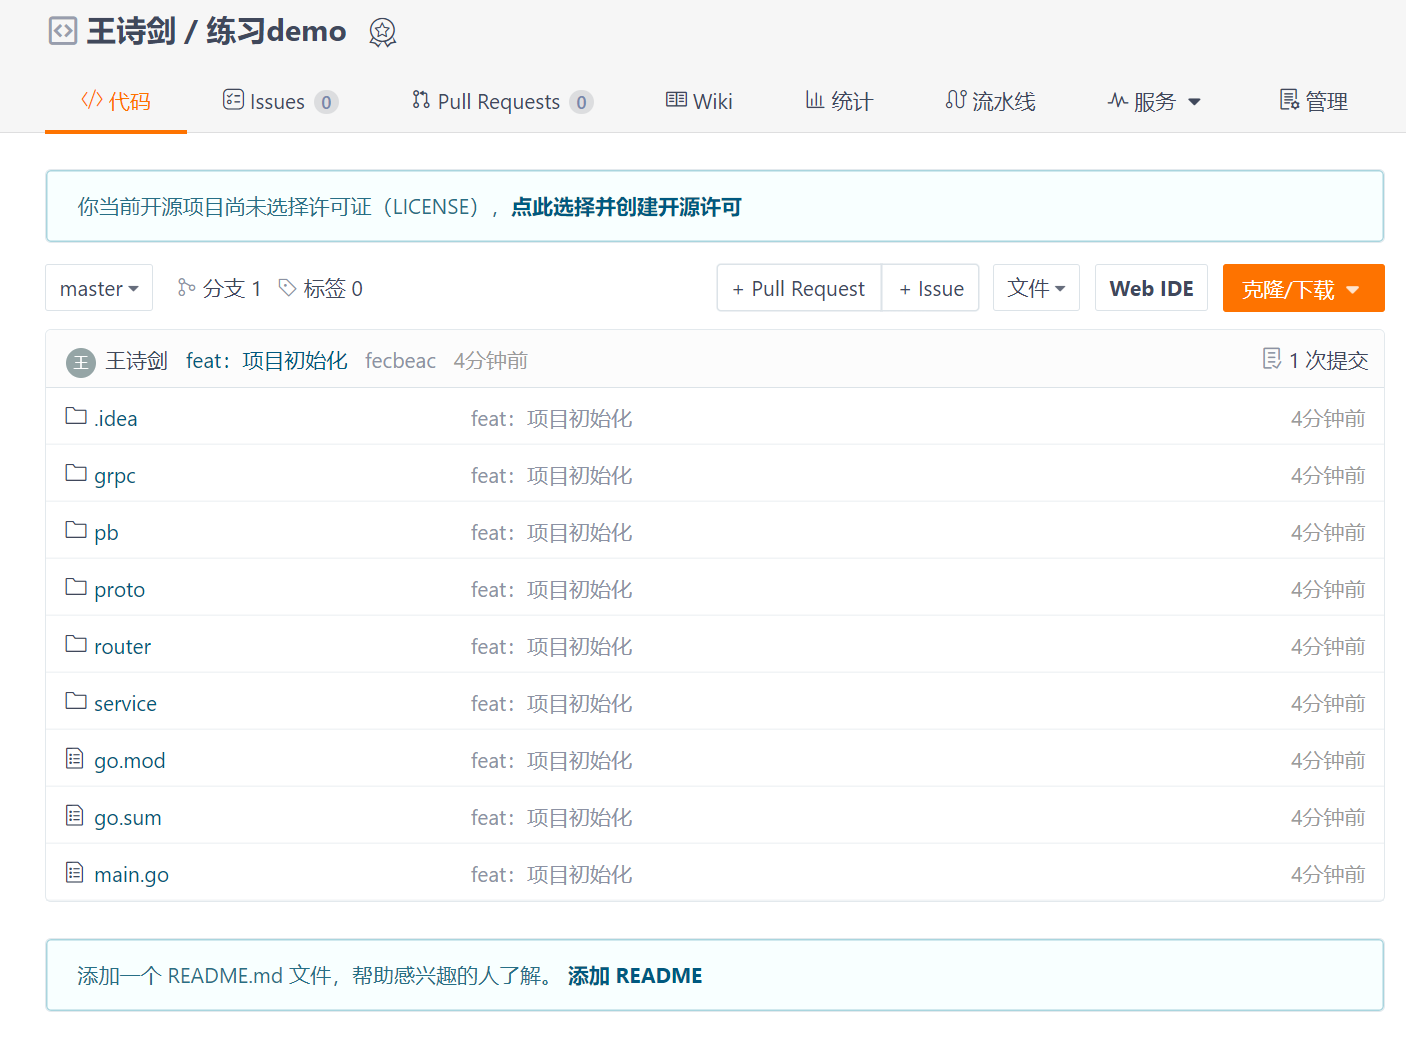 王诗剑 / 练习demo
代码 Issues 0 Pull Requests 0 Wiki 统计 流水线 服务 管理
你当前开源项目尚未选择许可证（LICENSE），点此选择并创建开源许可
master 分支 1 标签 0 + Pull Request + Issue 文件 Web IDE 克隆/下载
王 王诗剑 feat：项目初始化 fecbeac 4分钟前 1 次提交
.idea feat：项目初始化 4分钟前
grpc feat：项目初始化 4分钟前
pb feat：项目初始化 4分钟前
proto feat：项目初始化 4分钟前
router feat：项目初始化 4分钟前
service feat：项目初始化 4分钟前
go.mod feat：项目初始化 4分钟前
go.sum feat：项目初始化 4分钟前
main.go feat：项目初始化 4分钟前
添加一个 README.md 文件，帮助感兴趣的人了解。 添加 README